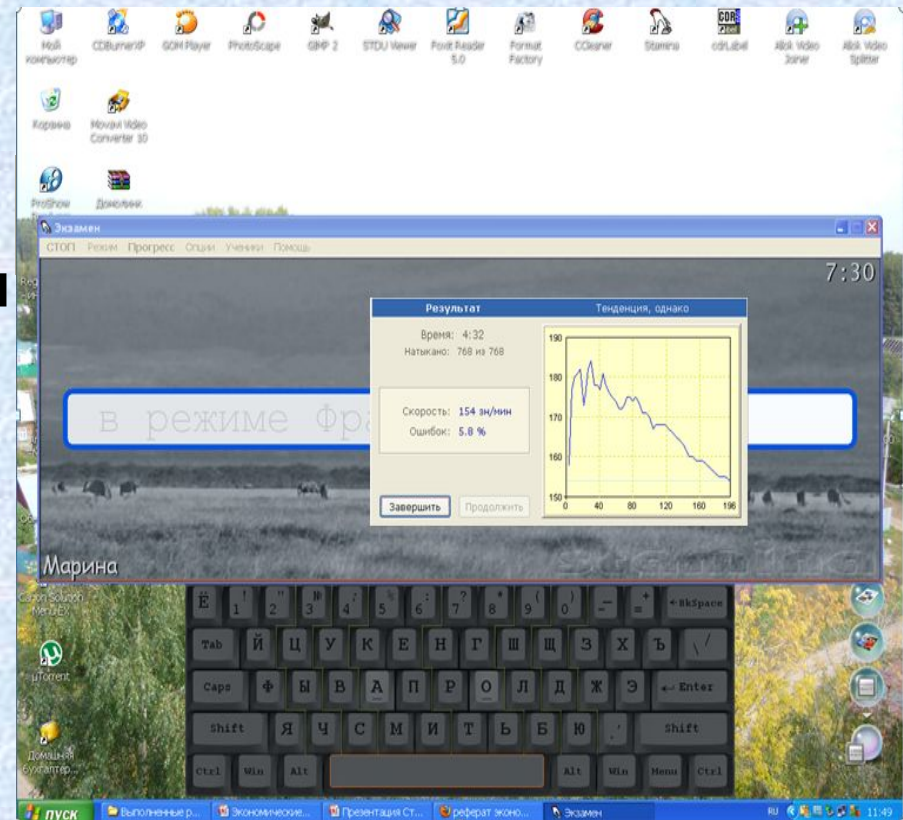 Мой компьютер
CDBurnerXP
GOM Player
PhotoScape
GIMP 2
STDU Viewer
Foxit Reader 5.0
Format Factory
CCleaner
Stamina
cdrLabel
Allok Video Joiner
Allok Video Splitter
Корзина
Movavi Video Converter 10
ProShow
Экзамен
СТОП Режим Прогресс Опции Ученики Помощь
7:30
Результат
Тенденция, однако
Время: 4:32
Натыкано: 768 из 768
Скорость: 154 зн/мин
Ошибок: 5.8 %
Завершить
Продолжить
190
180
170
160
150
0 40 80 120 160 196
в режиме
Марина
Ё 1 ! 2 " 3 № 4 ; 5 % 6 : 7 ? 8 * 9 ( 0 ) - = + BkSpace
Tab Й Ц У К Е Н Г Ш Щ З Х Ъ \ /
Caps Ф Ы В А П Р О Л Д Ж Э Enter
Shift Я Ч С М И Т Ь Б Ю . , Shift
Ctrl Win Alt Alt Win Menu Ctrl
µTorrent
Домашняя бухгалтер...
пуск
Выполненные р...
Экономические...
Презентация Ст...
реферат эконо...
Экзамен
RU
11:49